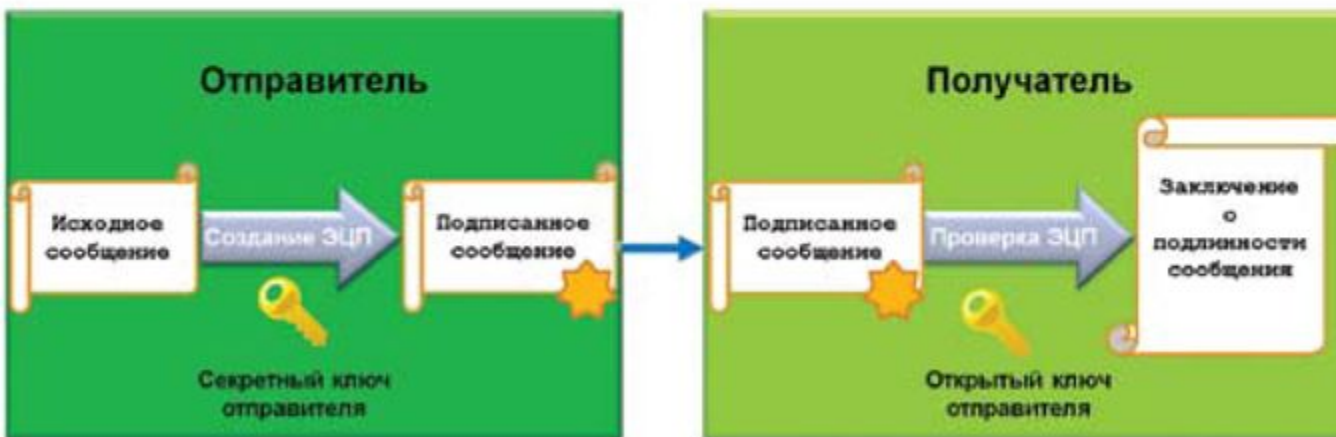 Отправитель
Исходное
сообщение
Создание ЭЦП
Подписанное
сообщение
Секретный ключ
отправителя
Получатель
Подписанное
сообщение
Проверка ЭЦП
Заключение
о
подлинности
сообщения
Открытый ключ
отправителя